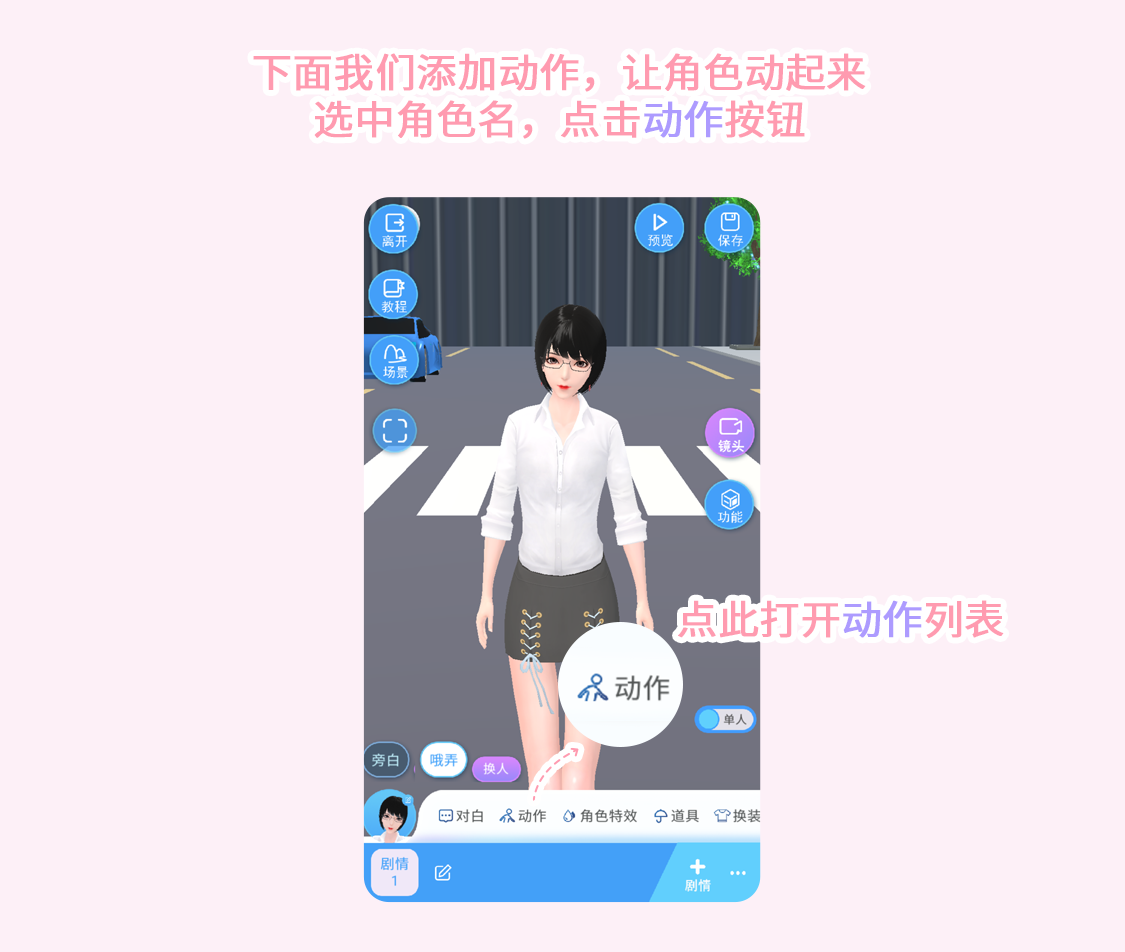 下面我们添加动作，让角色动起来
选中角色名，点击动作按钮
离开
预览
保存
教程
场景
镜头
功能
点此打开动作列表
动作
单人
旁白
哦弄
换人
对白
动作
角色特效
道具
换装
剧情
1
剧情